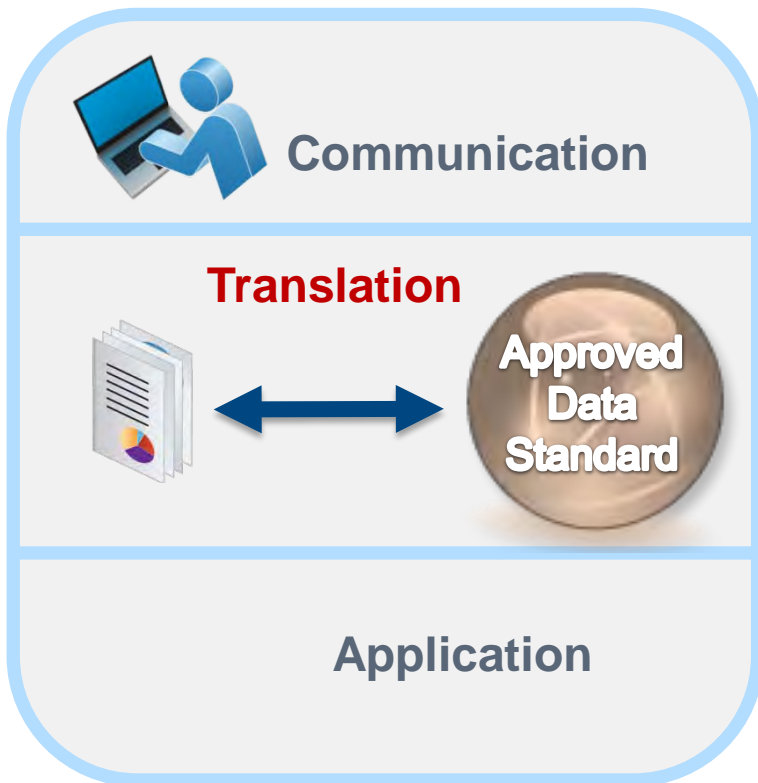 Communication
Translation
Approved
Data
Standard
Application